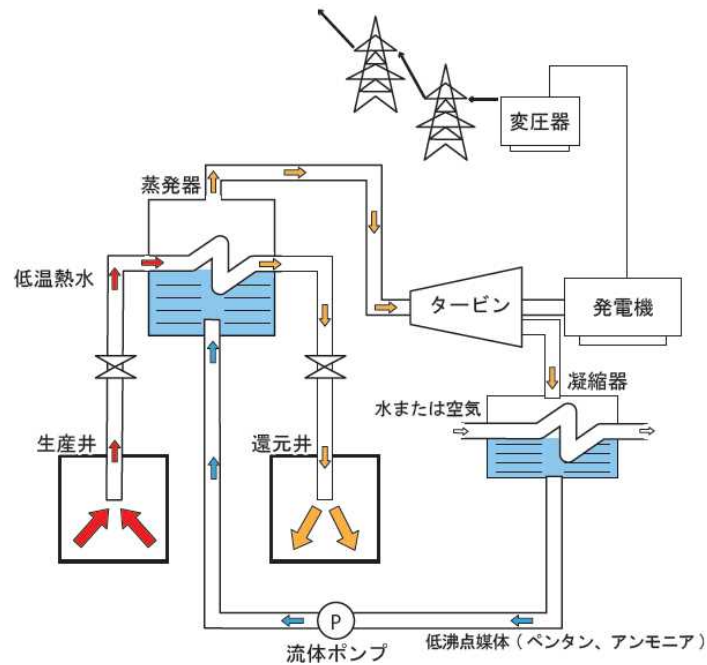 変圧器
蒸発器
低温熱水
タービン
発電機
凝縮器
水または空気
生産井
還元井
P
低沸点媒体（ペンタン、アンモニア）
流体ポンプ